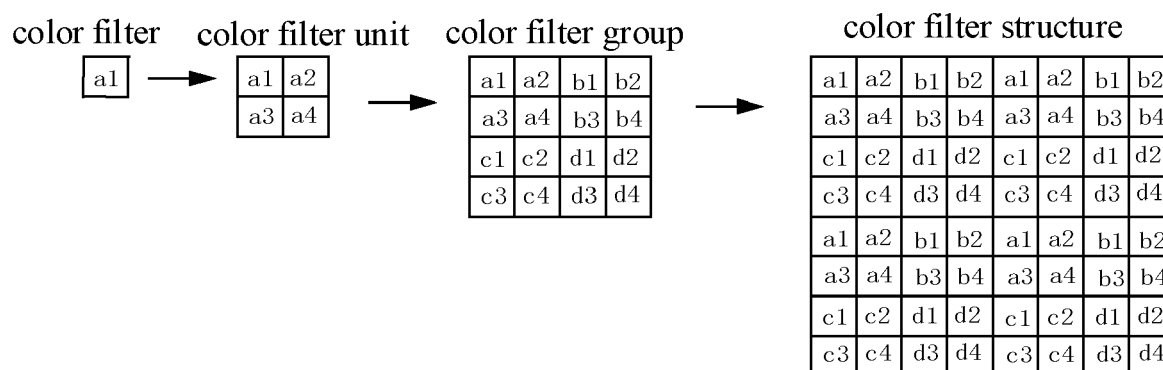 color filter
a1
color filter unit
a1 a2
a3 a4
color filter group
a1 a2 b1 b2
a3 a4 b3 b4
c1 c2 d1 d2
c3 c4 d3 d4
color filter structure
a1 a2 b1 b2 a1 a2 b1 b2
a3 a4 b3 b4 a3 a4 b3 b4
c1 c2 d1 d2 c1 c2 d1 d2
c3 c4 d3 d4 c3 c4 d3 d4
a1 a2 b1 b2 a1 a2 b1 b2
a3 a4 b3 b4 a3 a4 b3 b4
c1 c2 d1 d2 c1 c2 d1 d2
c3 c4 d3 d4 c3 c4 d3 d4